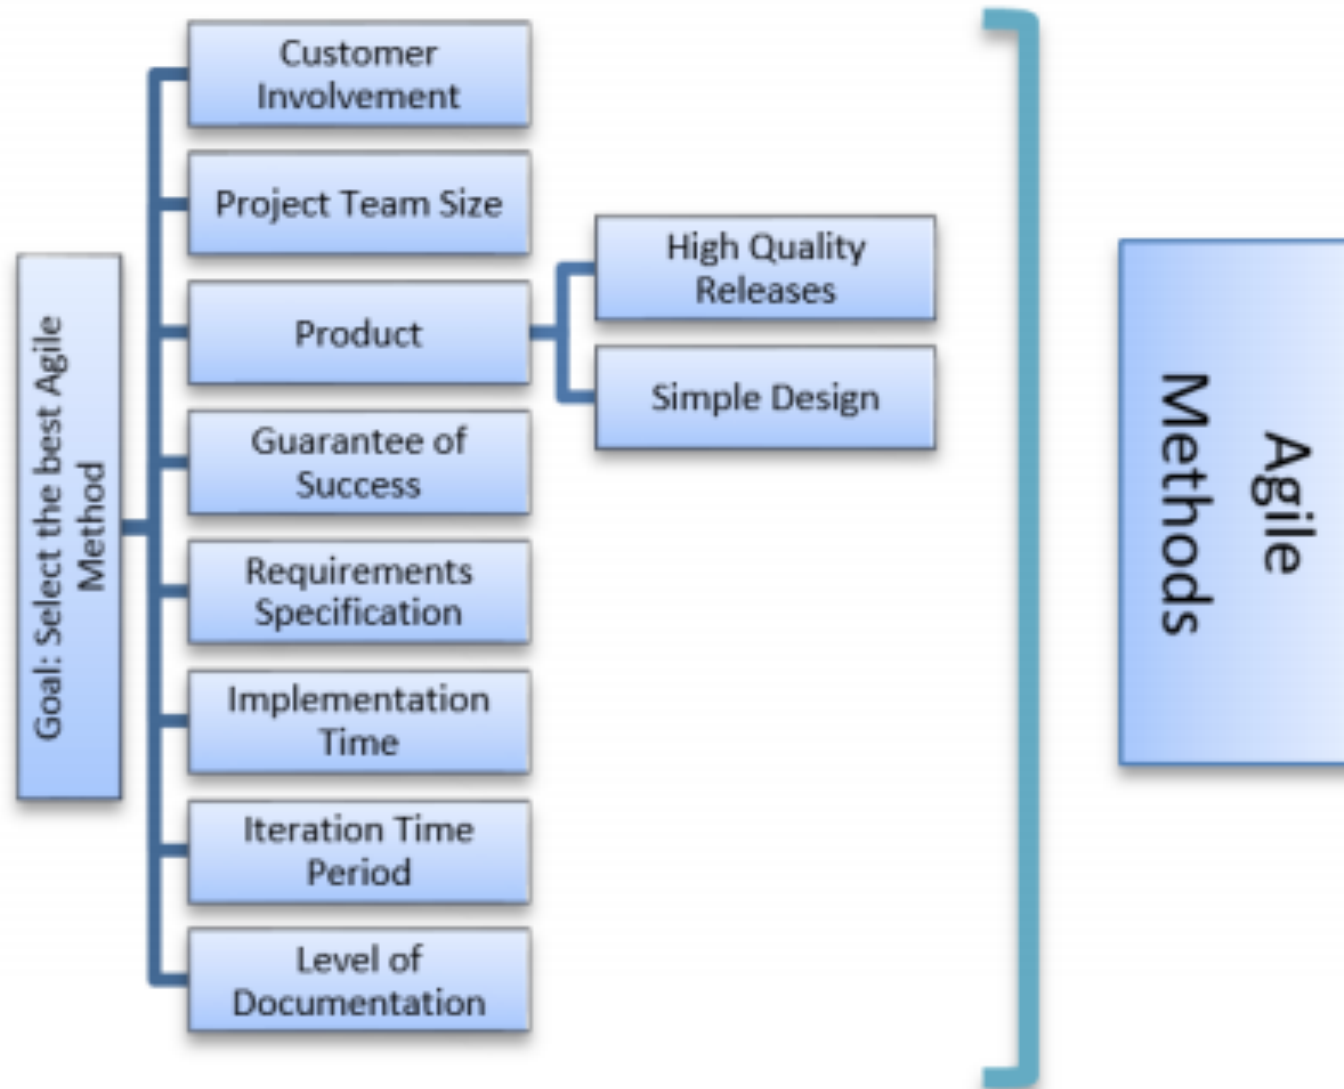 Goal: Select the best Agile
Method
Customer
Involvement
Project Team Size
Product
High Quality
Releases
Simple Design
Guarantee of
Success
Requirements
Specification
Implementation
Time
Iteration Time
Period
Level of
Documentation
Agile
Methods